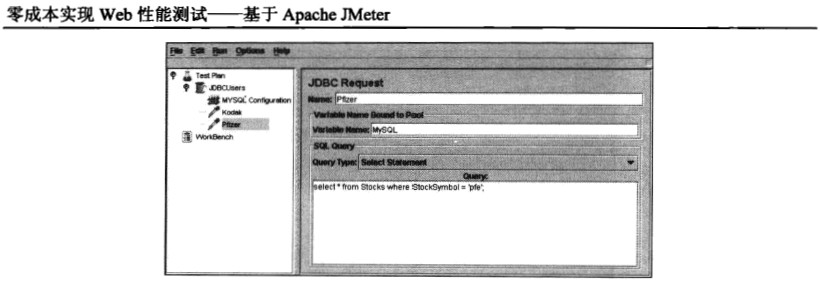 零成本实现 Web 性能测试——基于 Apache JMeter
File Edit Run Options Help
Test Plan
JDBCUsers
MYSQL Configuration
Kodak
Pfizer
WorkBench
JDBC Request
Name: Pfizer
Variable Name Bound to Pool
Variable Name: MySQL
SQL Query
Query Type: Select Statement
Query:
select * from Stocks where StockSymbol = 'pfe';